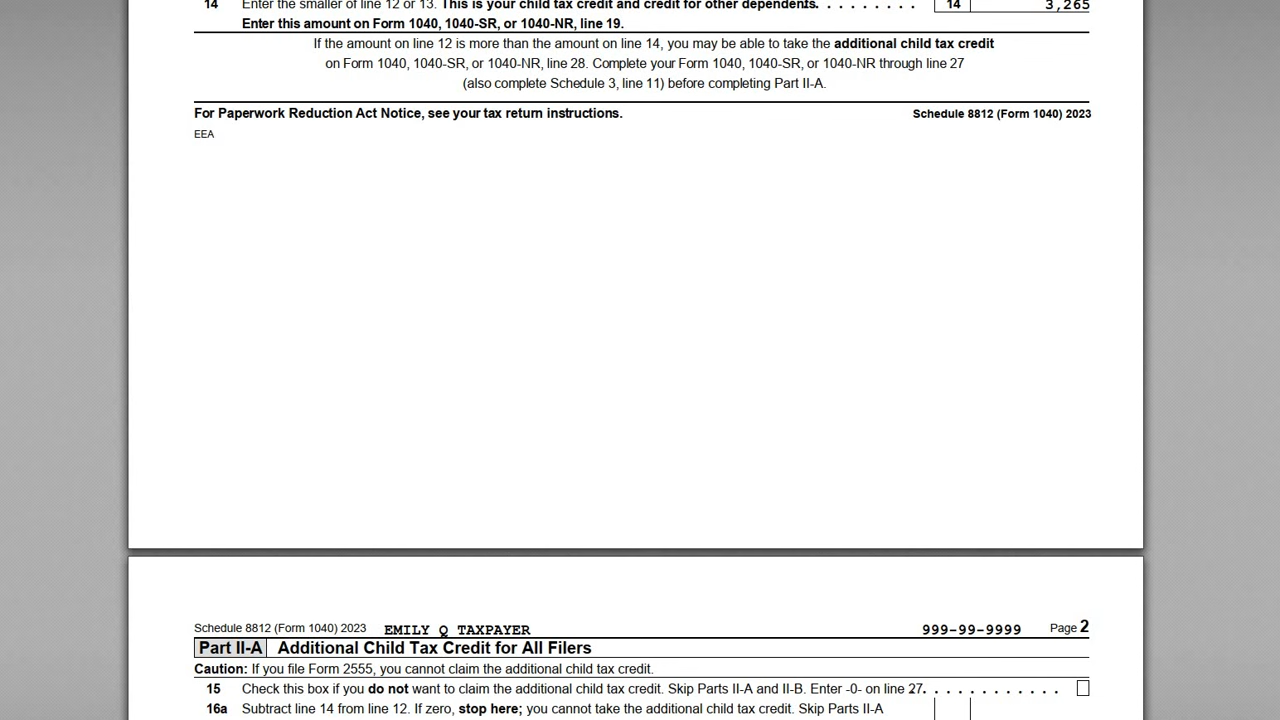 14 Enter the smaller of line 12 or 13. This is your child tax credit and credit for other dependents. . . . . . . . . 14 3,265
Enter this amount on Form 1040, 1040-SR, or 1040-NR, line 19.
If the amount on line 12 is more than the amount on line 14, you may be able to take the additional child tax credit
on Form 1040, 1040-SR, or 1040-NR, line 28. Complete your Form 1040, 1040-SR, or 1040-NR through line 27
(also complete Schedule 3, line 11) before completing Part II-A.
For Paperwork Reduction Act Notice, see your tax return instructions. Schedule 8812 (Form 1040) 2023
EEA
Schedule 8812 (Form 1040) 2023 EMILY Q TAXPAYER 999-99-9999 Page 2
Part II-A Additional Child Tax Credit for All Filers
Caution: If you file Form 2555, you cannot claim the additional child tax credit.
15 Check this box if you do not want to claim the additional child tax credit. Skip Parts II-A and II-B. Enter -0- on line 27. . . . . . . . . . . .
16a Subtract line 14 from line 12. If zero, stop here; you cannot take the additional child tax credit. Skip Parts II-A